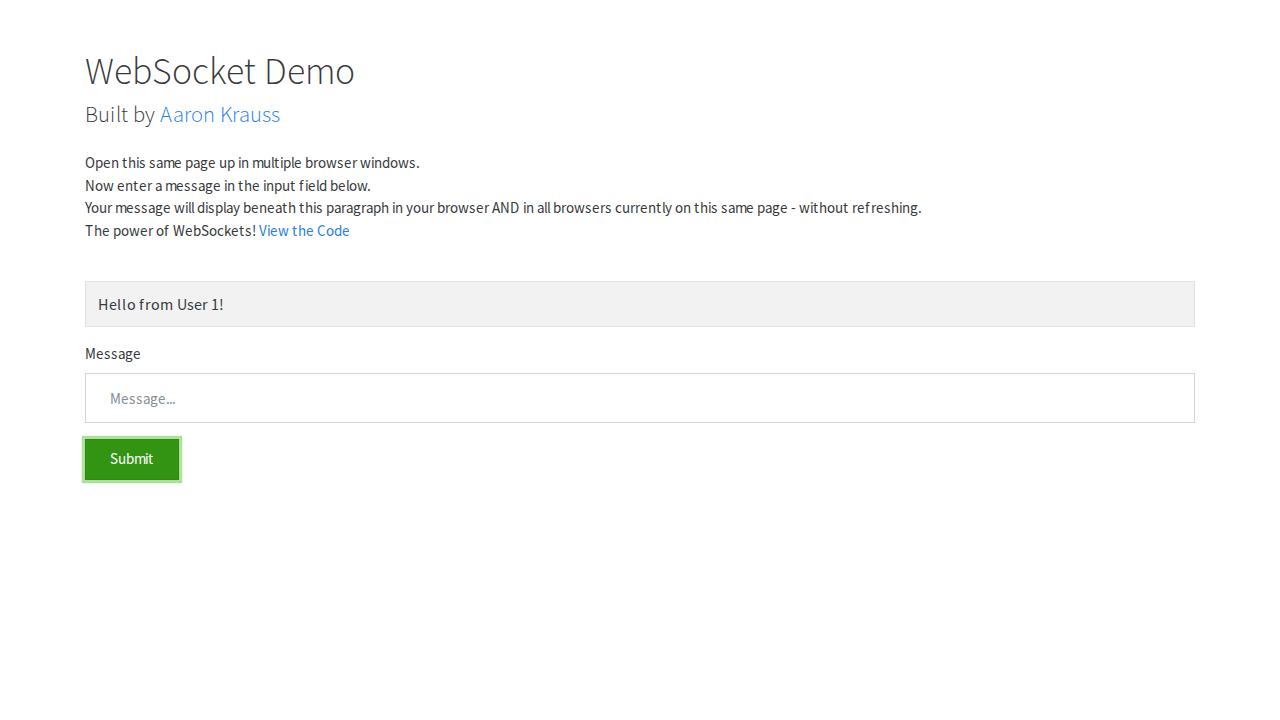 WebSocket Demo
Built by Aaron Krauss
Open this same page up in multiple browser windows.
Now enter a message in the input field below.
Your message will display beneath this paragraph in your browser AND in all browsers currently on this same page - without refreshing.
The power of WebSockets! View the Code
Hello from User 1!
Message
Message...
Submit